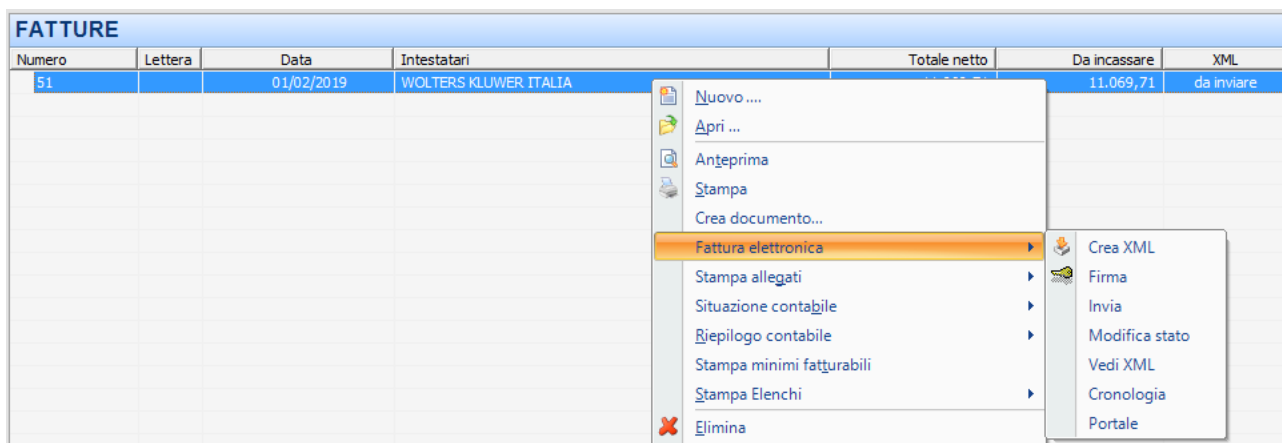 FATTURE
Numero Lettera Data Intestatari Totale netto Da incassare XML
51 01/02/2019 WOLTERS KLUWER ITALIA 11.069,71 da inviare
Nuovo ....
Apri ...
Anteprima
Stampa
Crea documento...
Fattura elettronica
Stampa allegati
Situazione contabile
Riepilogo contabile
Stampa minimi fatturabili
Stampa Elenchi
Elimina
Crea XML
Firma
Invia
Modifica stato
Vedi XML
Cronologia
Portale